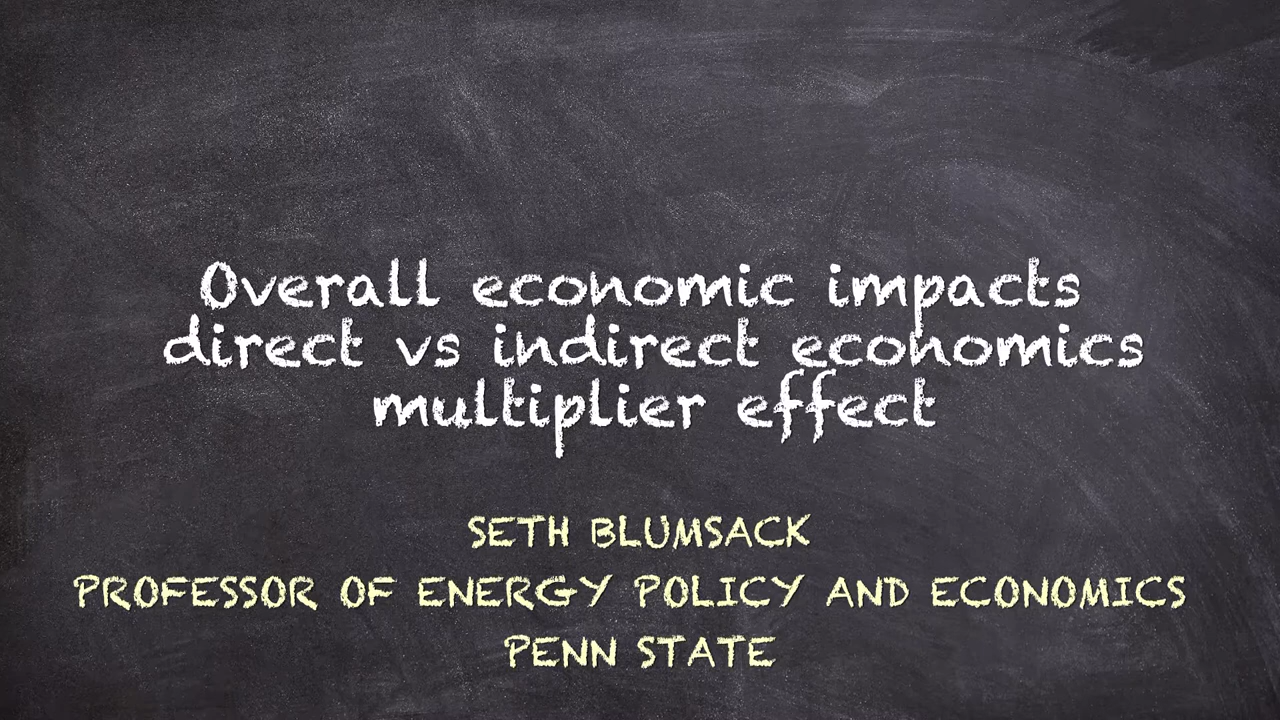 Overall economic impacts
direct vs indirect economics
multiplier effect
SETH BLUMSACK
PROFESSOR OF ENERGY POLICY AND ECONOMICS
PENN STATE